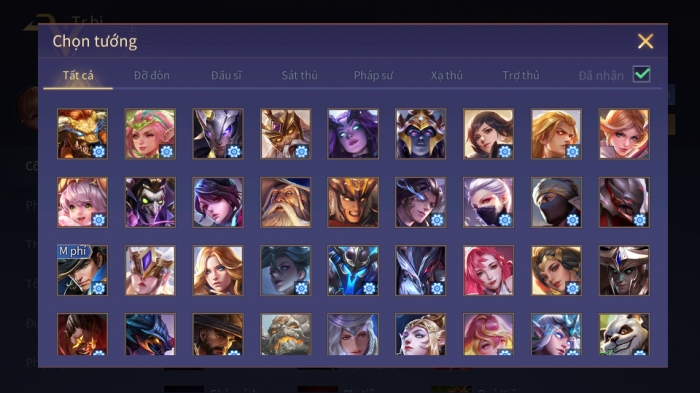 Chọn tướng
Tất cả Đỡ đòn Đấu sĩ Sát thủ Pháp sư Xạ thủ Trợ thủ Đã nhận
M phí